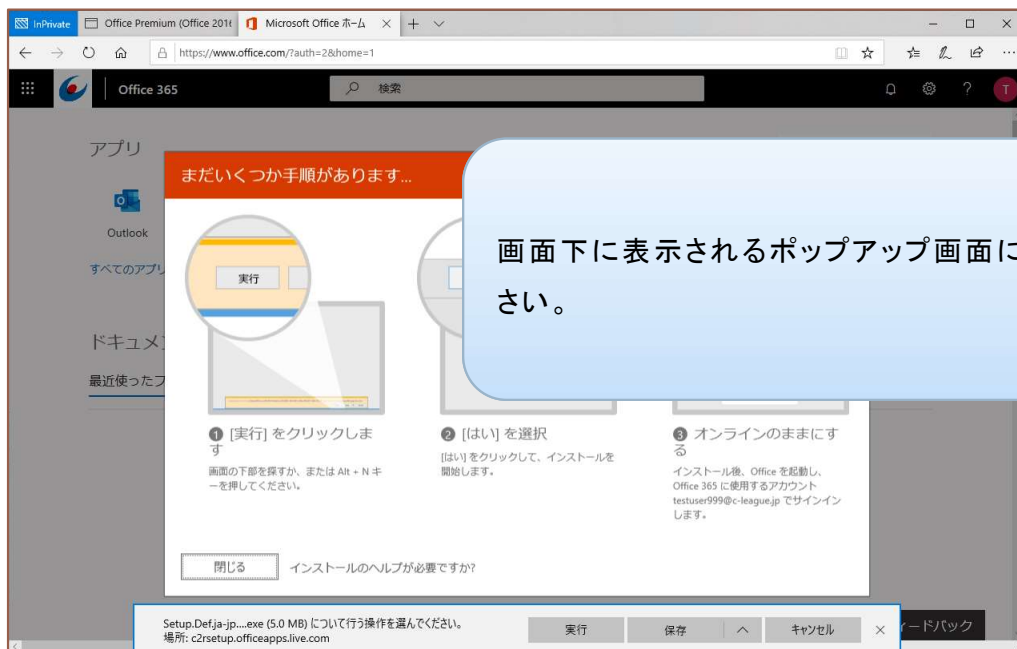 InPrivate
Office Premium (Office 2016
Microsoft Office ホーム
https://www.office.com/?auth=2&home=1
Office 365
検索
T
アプリ
Outlook
すべてのアプリ
ドキュメン
最近使ったフ
まだいくつか手順があります...
画面下に表示されるポップアップ画面に
さい。
実行
❶ [実行] をクリックしま
す
画面の下部を探すか、または Alt + N キ
ーを押してください。
❷ [はい] を選択
[はい] をクリックして、インストールを
開始します。
❸ オンラインのままにす
る
インストール後、Office を起動し、
Office 365 に使用するアカウント
testuser999@c-league.jp でサインイン
します。
閉じる
インストールのヘルプが必要ですか?
Setup.Def.ja-jp....exe (5.0 MB) について行う操作を選んでください。
場所: c2rsetup.officeapps.live.com
実行
保存
キャンセル
ィードバック